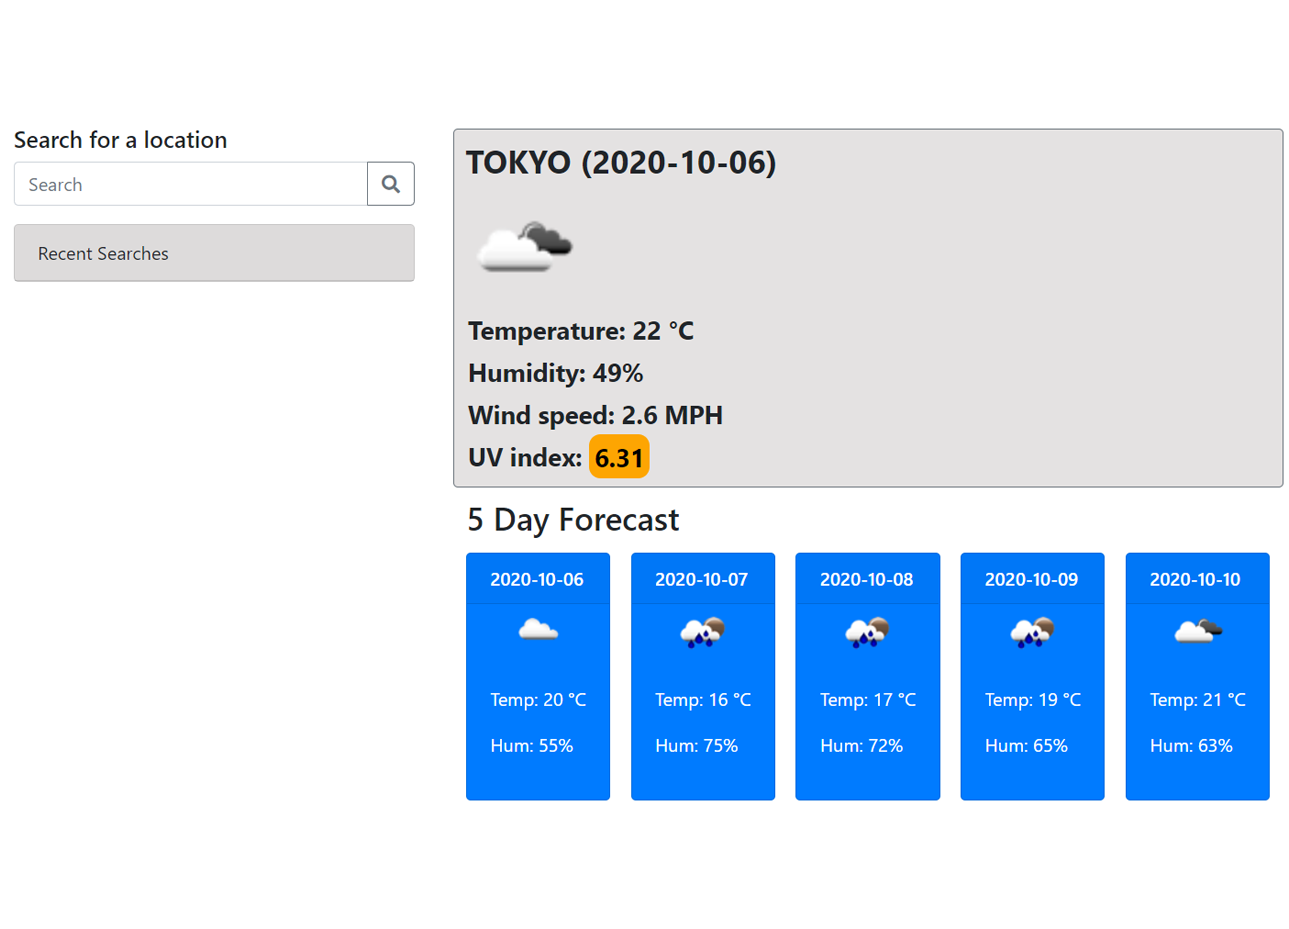 Search for a location
Search
Recent Searches
TOKYO (2020-10-06)
Temperature: 22 °C
Humidity: 49%
Wind speed: 2.6 MPH
UV index: 6.31
5 Day Forecast
2020-10-06
Temp: 20 °C
Hum: 55%
2020-10-07
Temp: 16 °C
Hum: 75%
2020-10-08
Temp: 17 °C
Hum: 72%
2020-10-09
Temp: 19 °C
Hum: 65%
2020-10-10
Temp: 21 °C
Hum: 63%